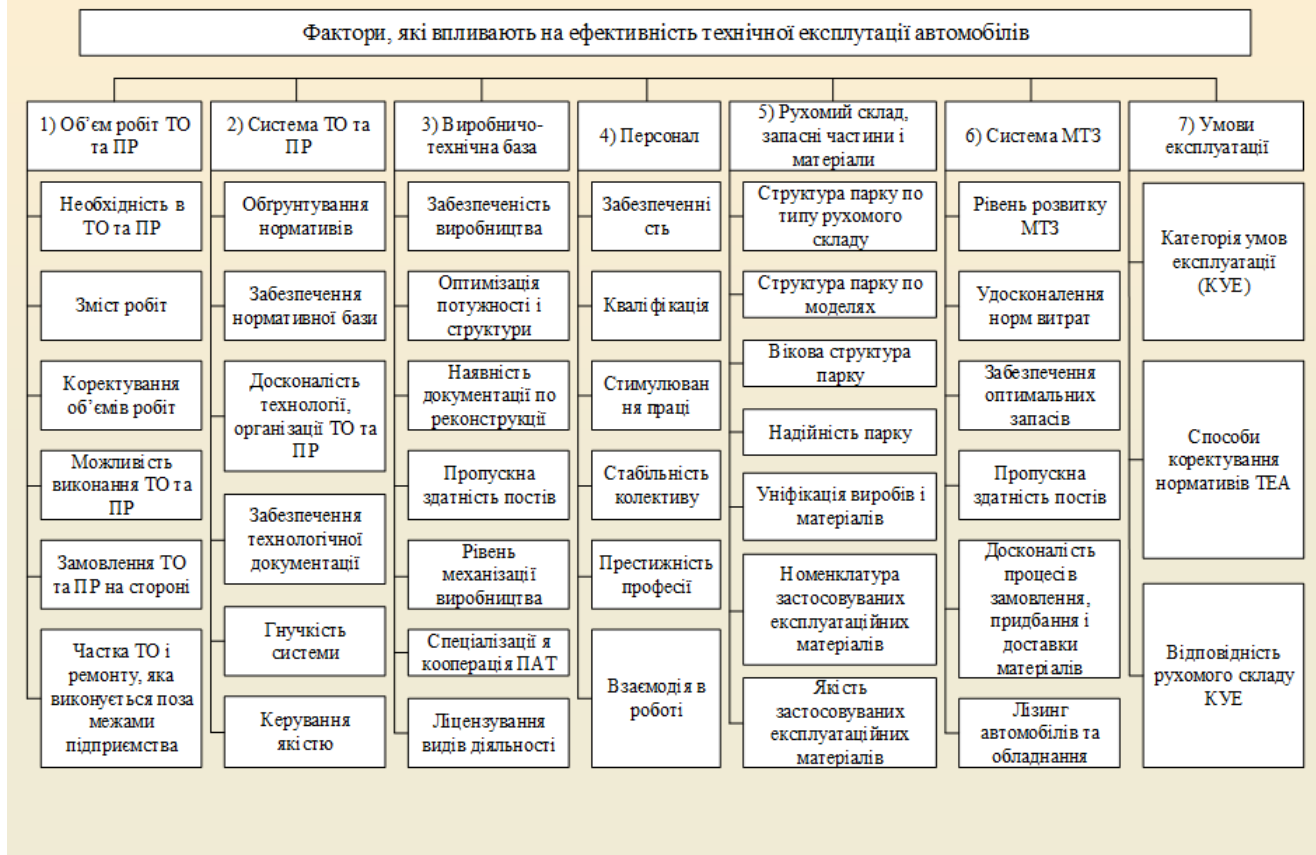 Фактори, які впливають на ефективність технічної експлутації автомобілів
1) Об’єм робіт ТО
та ПР
Необхідність в
ТО та ПР
Зміст робіт
Коректування
об’ємів робіт
Можливість
виконання ТО та
ПР
Замовлення ТО
та ПР на стороні
Частка ТО і
ремонту, яка
виконується поза
межами
підприємства
2) Система ТО та
ПР
Обґрунтування
нормативів
Забезпечення
нормативної бази
Досконалість
технології,
організації ТО та
ПР
Забезпечення
технологічної
документації
Гнучкість
системи
Керування
якістю
3) Виробничо-
технічна база
Забезпеченість
виробництва
Оптимізація
потужності і
структури
Наявність
документації по
реконструкції
Пропускна
здатність постів
Рівень
механізації
виробництва
Спеціалізації я
кооперація ПАТ
Ліцензування
видів діяльності
4) Персонал
Забезпеченні
сть
Кваліфікація
Стимулюван
ня праці
Стабільність
колективу
Престижність
професії
Взаємодія в
роботі
5) Рухомий склад,
запасні частини і
матеріали
Структура парку по
типу рухомого
складу
Структура парку по
моделях
Вікова структура
парку
Надійність парку
Уніфікація виробів і
матеріалів
Номенклатура
застосовуваних
експлуатаційних
матеріалів
Якість
застосовуваних
експлуатаційних
матеріалів
6) Система МТЗ
Рівень розвитку
МТЗ
Удосконалення
норм витрат
Забезпечення
оптимальних
запасів
Пропускна
здатність постів
Досконалість
процесів
замовлення,
придбання і
доставки
матеріалів
Лізинг
автомобілів та
обладнання
7) Умови
експлуатації
Категорія умов
експлуатації
(КУЕ)
Способи
коректування
нормативів ТЕА
Відповідність
рухомого складу
КУЕ